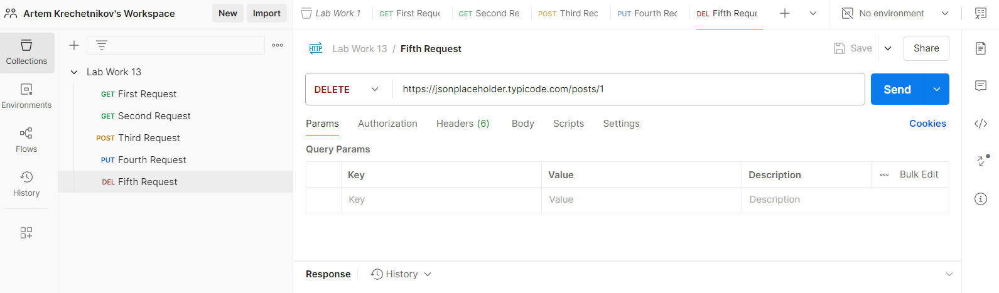 Artem Krechetnikov's Workspace
New
Import
Lab Work 1
GET First Reque
GET Second Re
POST Third Rec
PUT Fourth Rec
DEL Fifth Reque
No environment
Collections
Environments
Flows
History
Lab Work 13
GET First Request
GET Second Request
POST Third Request
PUT Fourth Request
DEL Fifth Request
HTTP
Lab Work 13 / Fifth Request
Save
Share
DELETE
https://jsonplaceholder.typicode.com/posts/1
Send
Params
Authorization
Headers (6)
Body
Scripts
Settings
Cookies
Query Params
Key
Value
Description
Bulk Edit
Key
Value
Description
Response
History